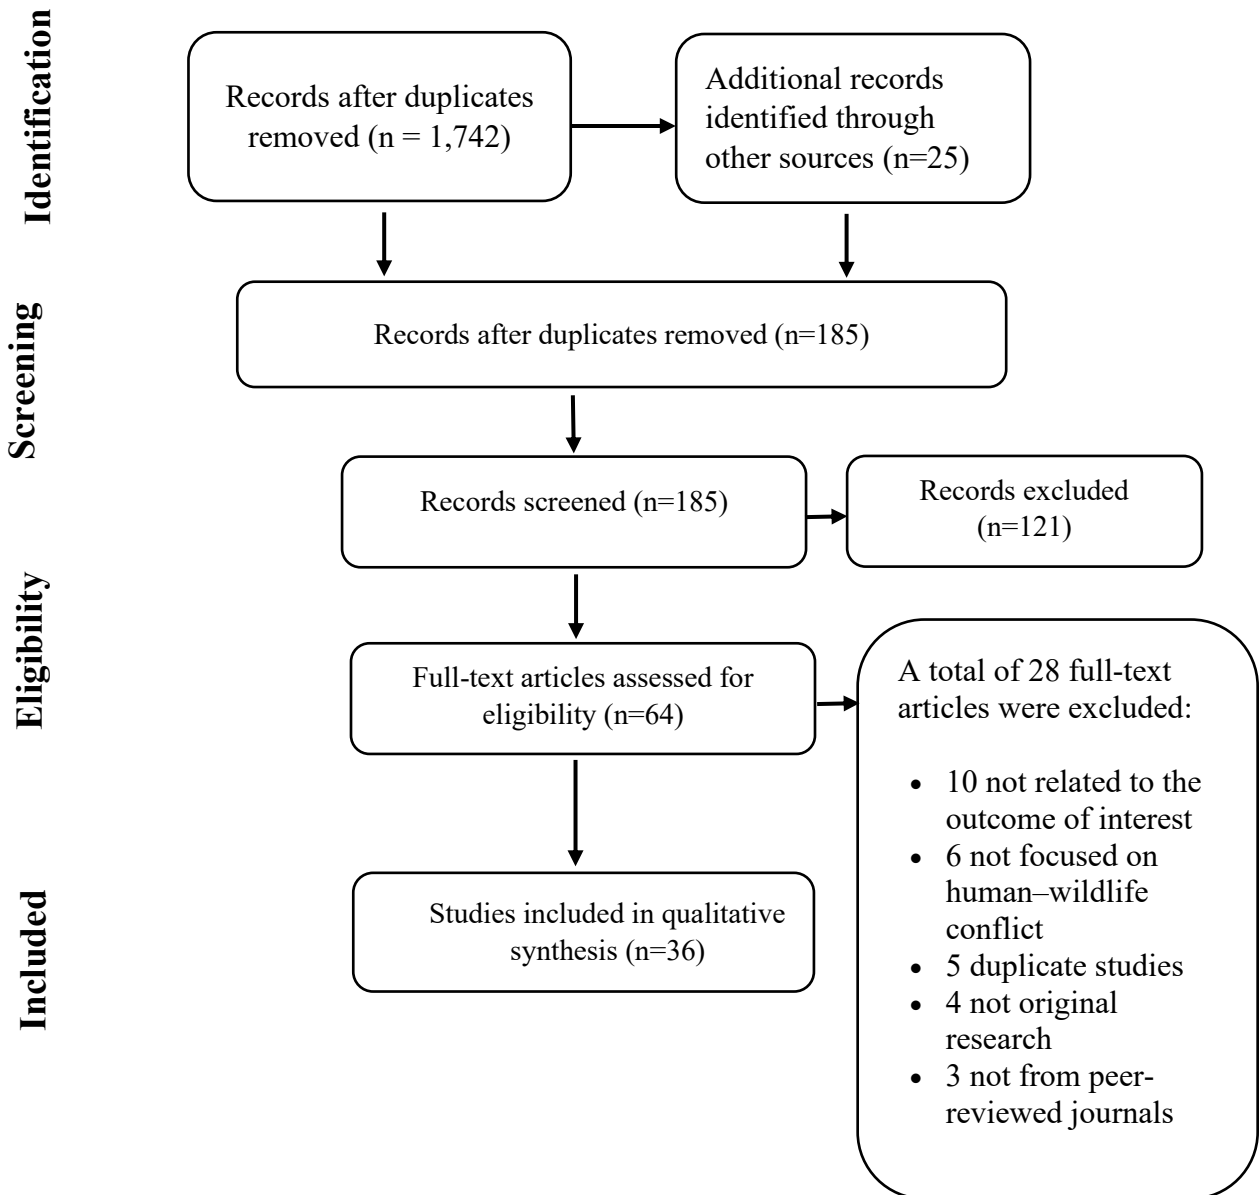 Identification
Records after duplicates
removed (n = 1,742)
Additional records
identified through
other sources (n=25)
Screening
Records after duplicates removed (n=185)
Records screened (n=185)
Records excluded
(n=121)
Eligibility
Full-text articles assessed for
eligibility (n=64)
A total of 28 full-text
articles were excluded:
• 10 not related to the
outcome of interest
• 6 not focused on
human–wildlife
conflict
• 5 duplicate studies
• 4 not original
research
• 3 not from peer-
reviewed journals
Included
Studies included in qualitative
synthesis (n=36)